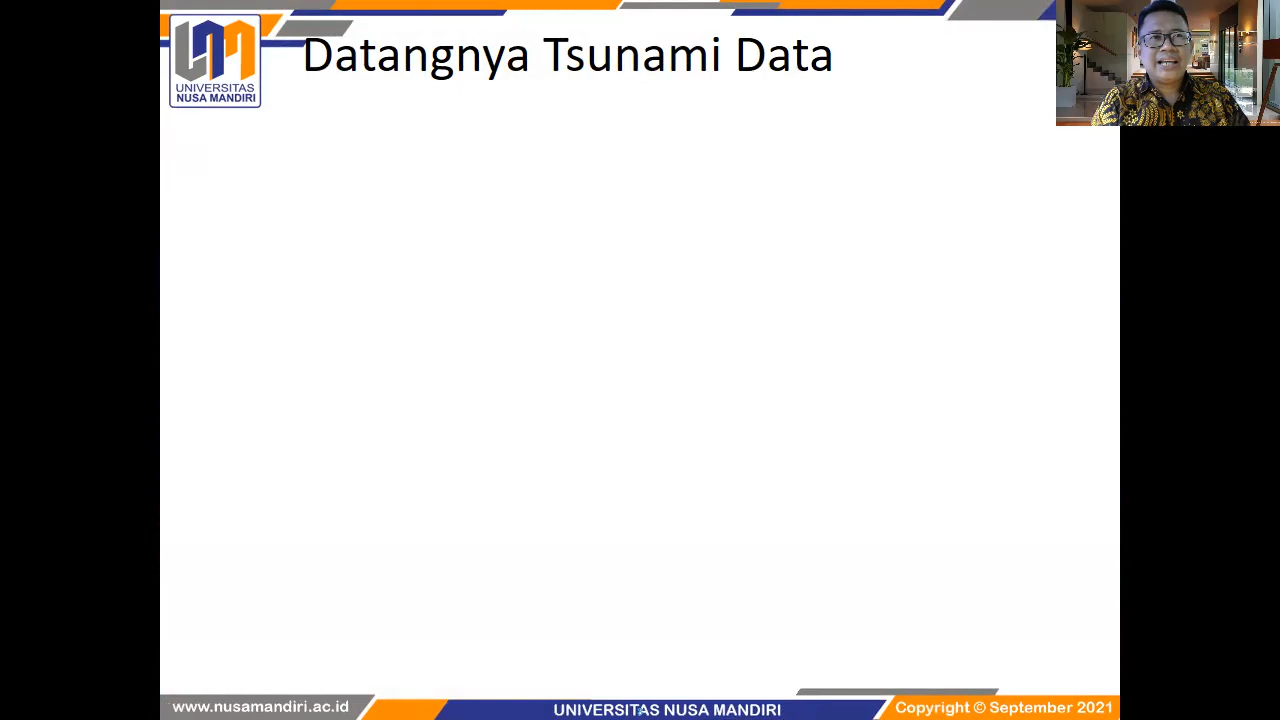 Datangnya Tsunami Data
UNIVERSITAS
NUSA MANDIRI
www.nusamandiri.ac.id
UNIVERSITAS NUSA MANDIRI
Copyright © September 2021